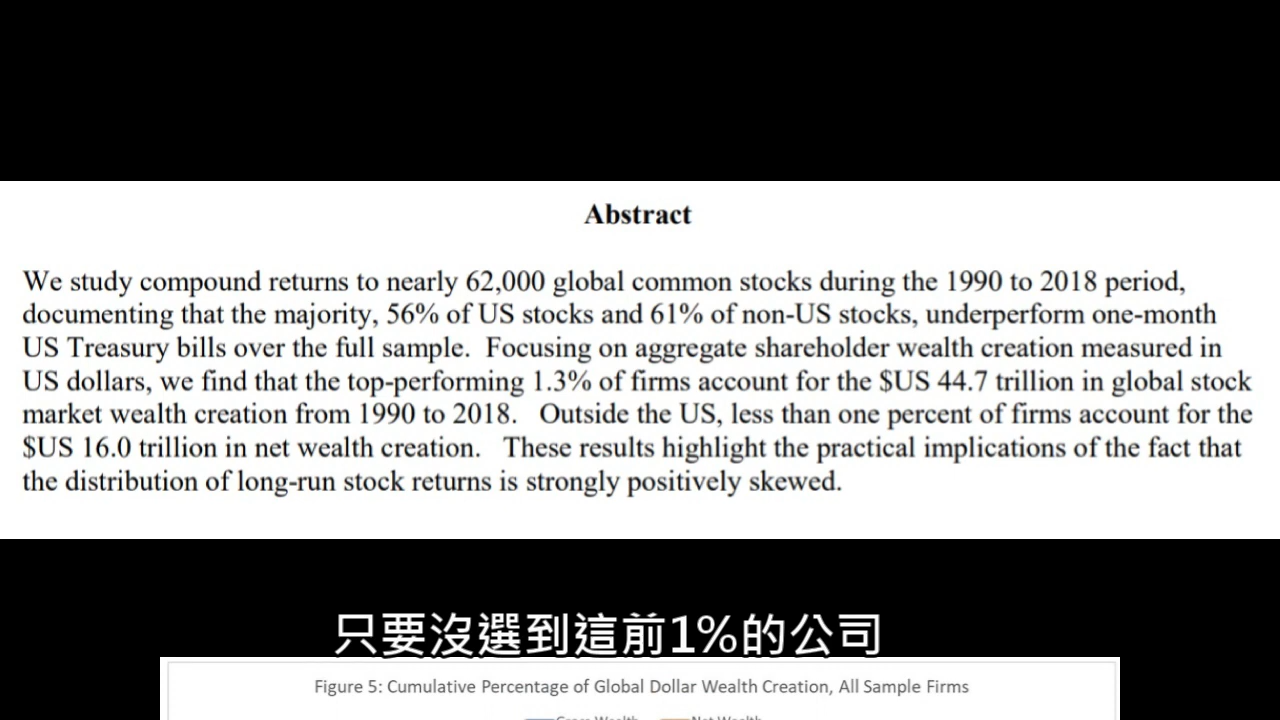 Abstract
We study compound returns to nearly 62,000 global common stocks during the 1990 to 2018 period,
documenting that the majority, 56% of US stocks and 61% of non-US stocks, underperform one-month
US Treasury bills over the full sample.  Focusing on aggregate shareholder wealth creation measured in
US dollars, we find that the top-performing 1.3% of firms account for the $US 44.7 trillion in global stock
market wealth creation from 1990 to 2018.   Outside the US, less than one percent of firms account for the
$US 16.0 trillion in net wealth creation.   These results highlight the practical implications of the fact that
the distribution of long-run stock returns is strongly positively skewed.
只要沒選到這前1%的公司
Figure 5: Cumulative Percentage of Global Dollar Wealth Creation, All Sample Firms
Gross Wealth Net Wealth